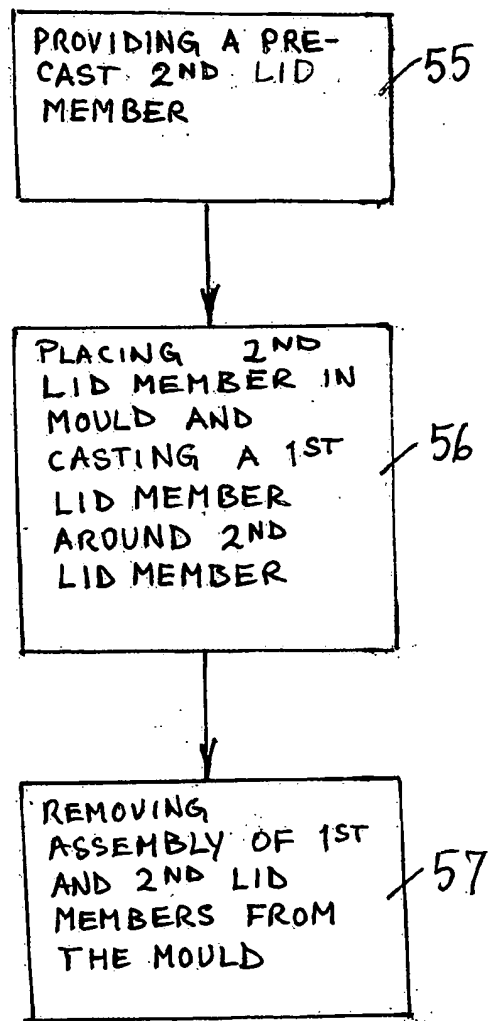 PROVIDING A PRE-
CAST 2ND LID
MEMBER
55
PLACING 2ND
LID MEMBER IN
MOULD AND
CASTING A 1ST
LID MEMBER
AROUND 2ND
LID MEMBER
56
REMOVING
ASSEMBLY OF 1ST
AND 2ND LID
MEMBERS FROM
THE MOULD
57